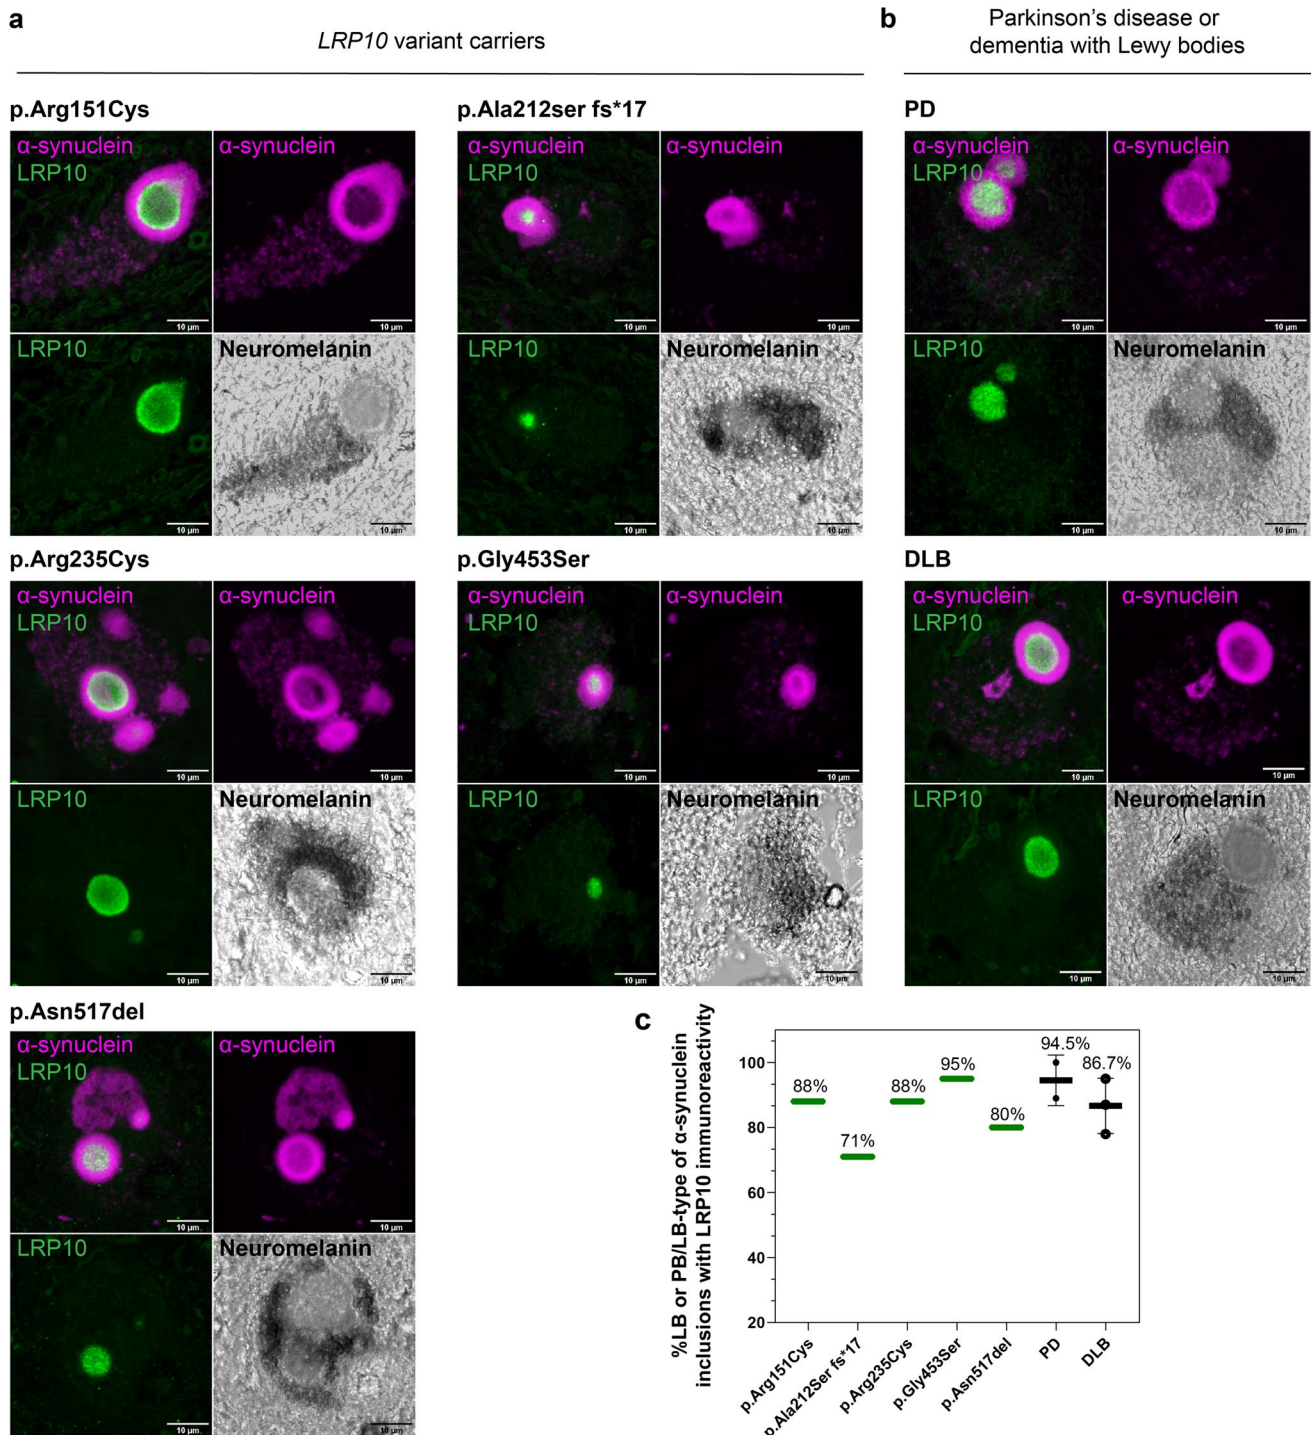 a
LRP10 variant carriers
b
Parkinson's disease or
dementia with Lewy bodies
p.Arg151Cys
α-synuclein
LRP10
α-synuclein
10 µm
10 µm
LRP10
Neuromelanin
10 µm
10 µm
p.Ala212ser fs*17
α-synuclein
LRP10
α-synuclein
10 µm
10 µm
LRP10
Neuromelanin
10 µm
10 µm
PD
α-synuclein
LRP10
α-synuclein
10 µm
10 µm
LRP10
Neuromelanin
10 µm
10 µm
p.Arg235Cys
α-synuclein
LRP10
α-synuclein
10 µm
10 µm
LRP10
Neuromelanin
10 µm
10 µm
p.Gly453Ser
α-synuclein
LRP10
α-synuclein
10 µm
10 µm
LRP10
Neuromelanin
10 µm
10 µm
DLB
α-synuclein
LRP10
α-synuclein
10 µm
10 µm
LRP10
Neuromelanin
10 µm
10 µm
p.Asn517del
α-synuclein
LRP10
α-synuclein
10 µm
10 µm
LRP10
Neuromelanin
10 µm
10 µm
c
%LB or PB/LB-type of α-synuclein
inclusions with LRP10 immunoreactivity
100
80
60
40
20
88%
71%
88%
95%
80%
94.5%
86.7%
p.Arg151Cys
p.Ala212Ser fs*17
p.Arg235Cys
p.Gly453Ser
p.Asn517del
PD
DLB